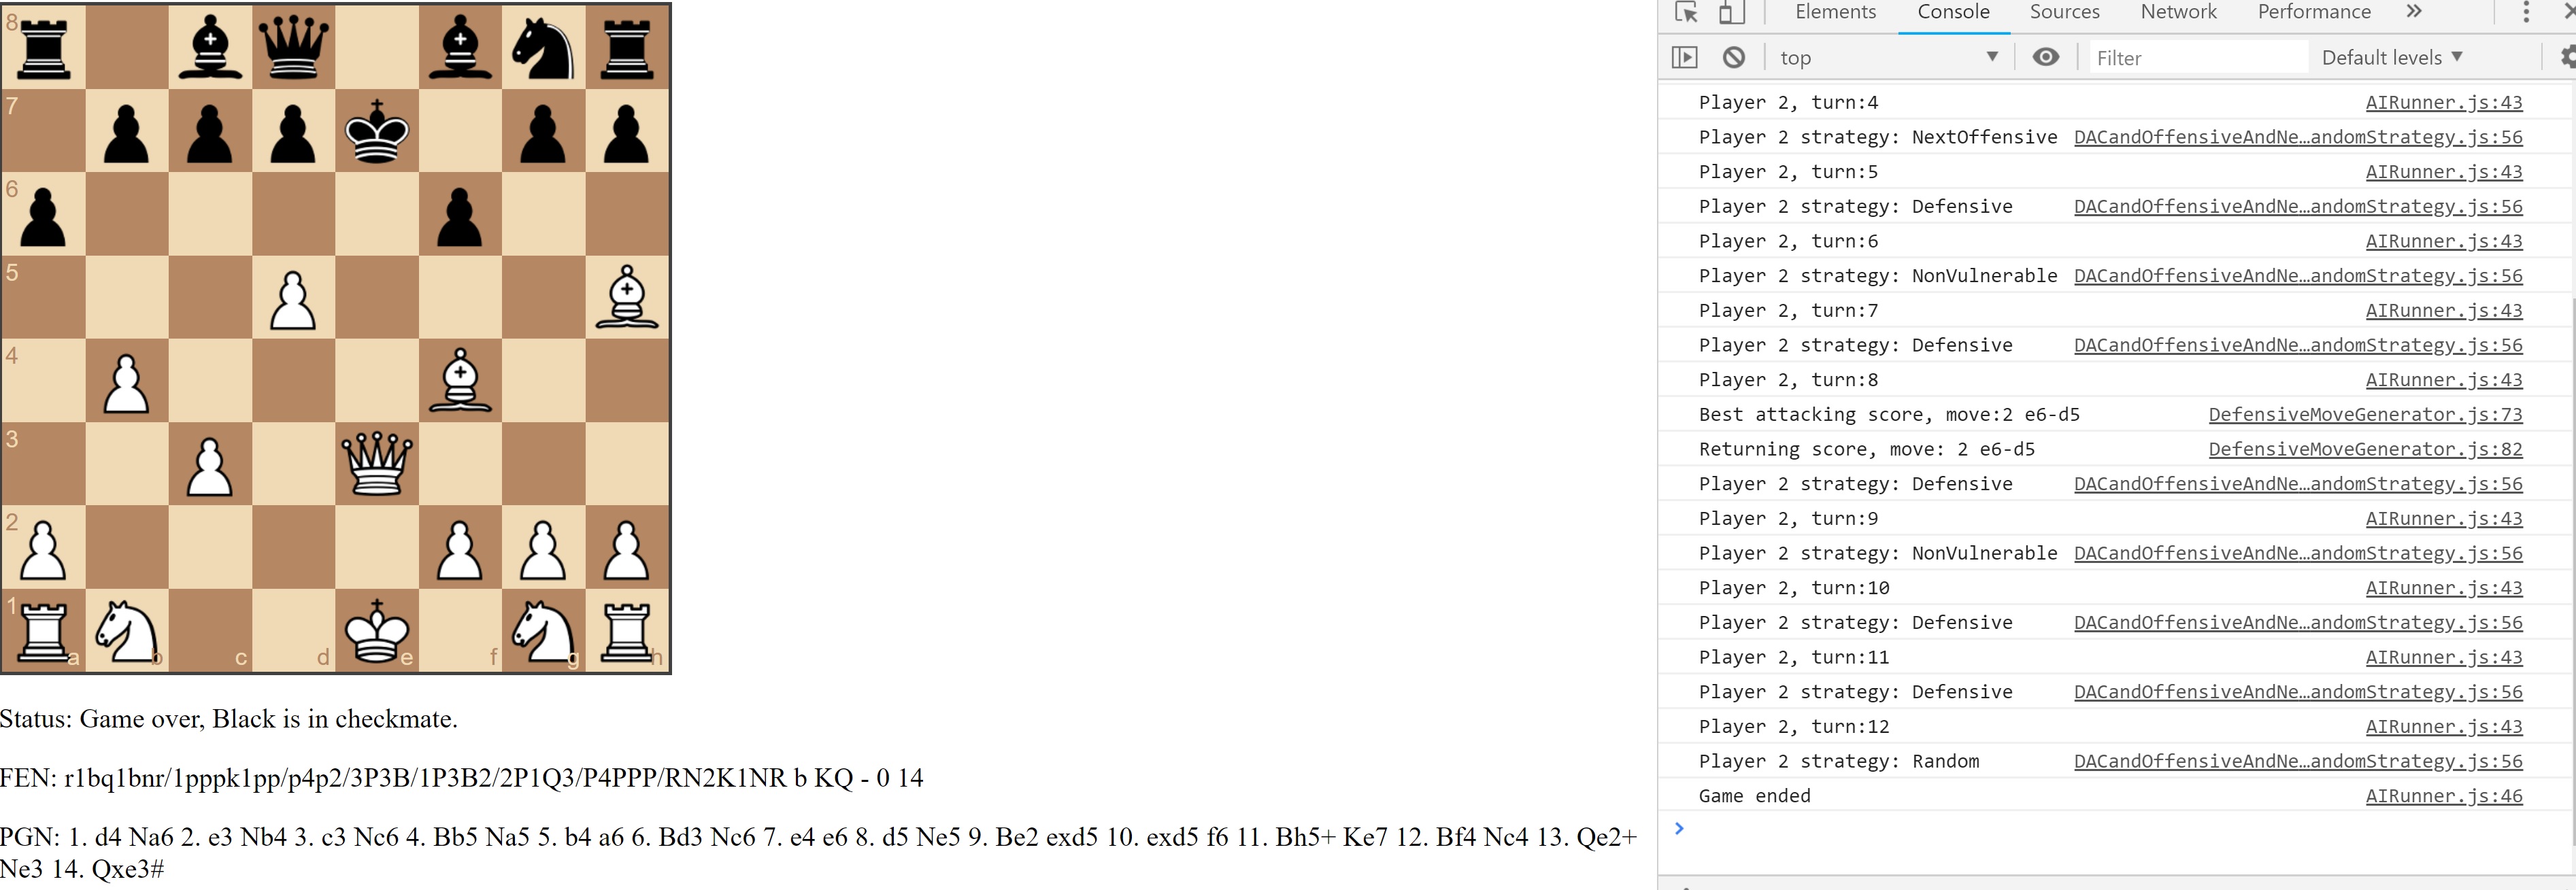 8
7
6
5
4
3
2
1
a b c d e f g h
Status: Game over, Black is in checkmate.
FEN: r1bq1bnr/1pppk1pp/p4p2/3P3B/1P3B2/2P1Q3/P4PPP/RN2K1NR b KQ - 0 14
PGN: 1. d4 Na6 2. e3 Nb4 3. c3 Nc6 4. Bb5 Na5 5. b4 a6 6. Bd3 Nc6 7. e4 e6 8. d5 Ne5 9. Be2 exd5 10. exd5 f6 11. Bh5+ Ke7 12. Bf4 Nc4 13. Qe2+
Ne3 14. Qxe3#
Elements Console Sources Network Performance »
top Filter Default levels
Player 2, turn:4 AIRunner.js:43
Player 2 strategy: NextOffensive DACandOffensiveAndNe…andomStrategy.js:56
Player 2, turn:5 AIRunner.js:43
Player 2 strategy: Defensive DACandOffensiveAndNe…andomStrategy.js:56
Player 2, turn:6 AIRunner.js:43
Player 2 strategy: NonVulnerable DACandOffensiveAndNe…andomStrategy.js:56
Player 2, turn:7 AIRunner.js:43
Player 2 strategy: Defensive DACandOffensiveAndNe…andomStrategy.js:56
Player 2, turn:8 AIRunner.js:43
Best attacking score, move:2 e6-d5 DefensiveMoveGenerator.js:73
Returning score, move: 2 e6-d5 DefensiveMoveGenerator.js:82
Player 2 strategy: Defensive DACandOffensiveAndNe…andomStrategy.js:56
Player 2, turn:9 AIRunner.js:43
Player 2 strategy: NonVulnerable DACandOffensiveAndNe…andomStrategy.js:56
Player 2, turn:10 AIRunner.js:43
Player 2 strategy: Defensive DACandOffensiveAndNe…andomStrategy.js:56
Player 2, turn:11 AIRunner.js:43
Player 2 strategy: Defensive DACandOffensiveAndNe…andomStrategy.js:56
Player 2, turn:12 AIRunner.js:43
Player 2 strategy: Random DACandOffensiveAndNe…andomStrategy.js:56
Game ended AIRunner.js:46